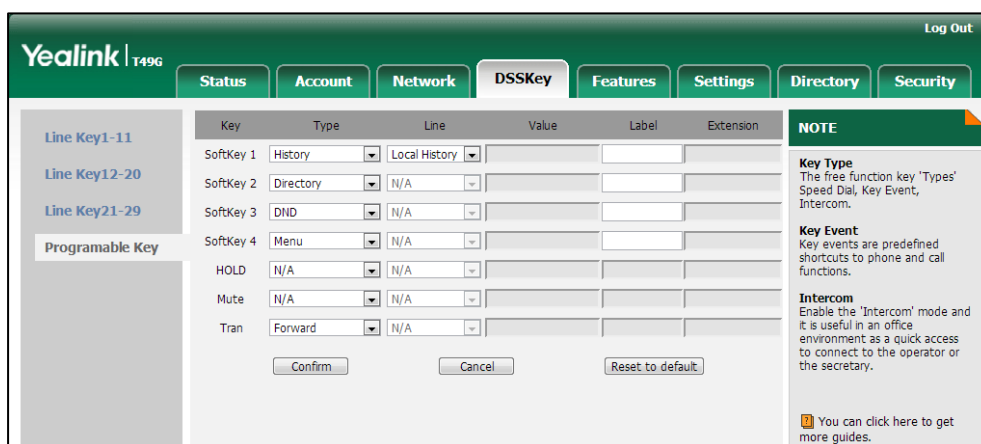 Log Out
Yealink T49G
Status Account Network DSSKey Features Settings Directory Security
Line Key1-11
Line Key12-20
Line Key21-29
Programable Key
Key Type Line Value Label Extension
SoftKey 1 History Local History
SoftKey 2 Directory N/A
SoftKey 3 DND N/A
SoftKey 4 Menu N/A
HOLD N/A N/A
Mute N/A N/A
Tran Forward N/A
Confirm Cancel Reset to default
NOTE
Key Type
The free function key 'Types'
Speed Dial, Key Event,
Intercom.
Key Event
Key events are predefined
shortcuts to phone and call
functions.
Intercom
Enable the 'Intercom' mode and
it is useful in an office
environment as a quick access
to connect to the operator or
the secretary.
? You can click here to get
more guides.